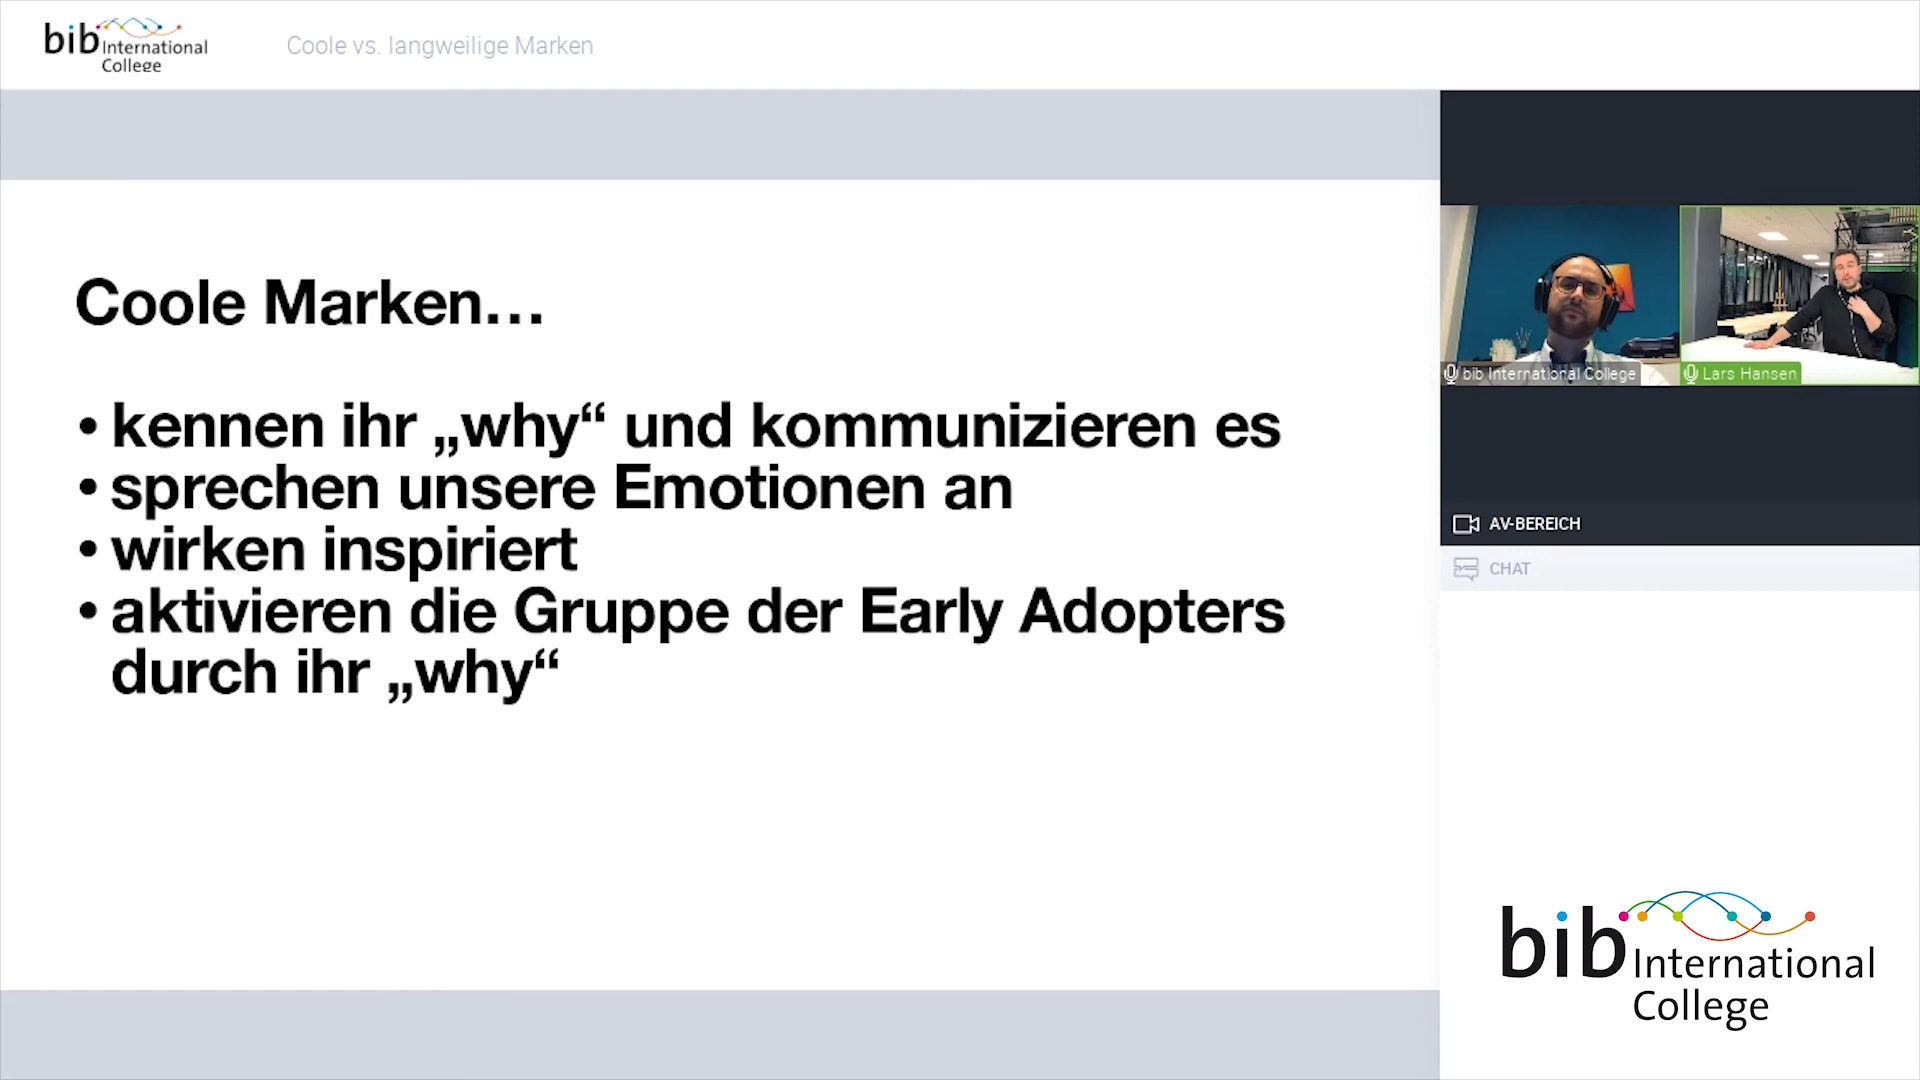 bib International
College
Coole vs. langweilige Marken
Coole Marken…
• kennen ihr „why“ und kommunizieren es
• sprechen unsere Emotionen an
• wirken inspiriert
• aktivieren die Gruppe der Early Adopters
durch ihr „why“
bib International College
Lars Hansen
AV-BEREICH
CHAT
bib International
College